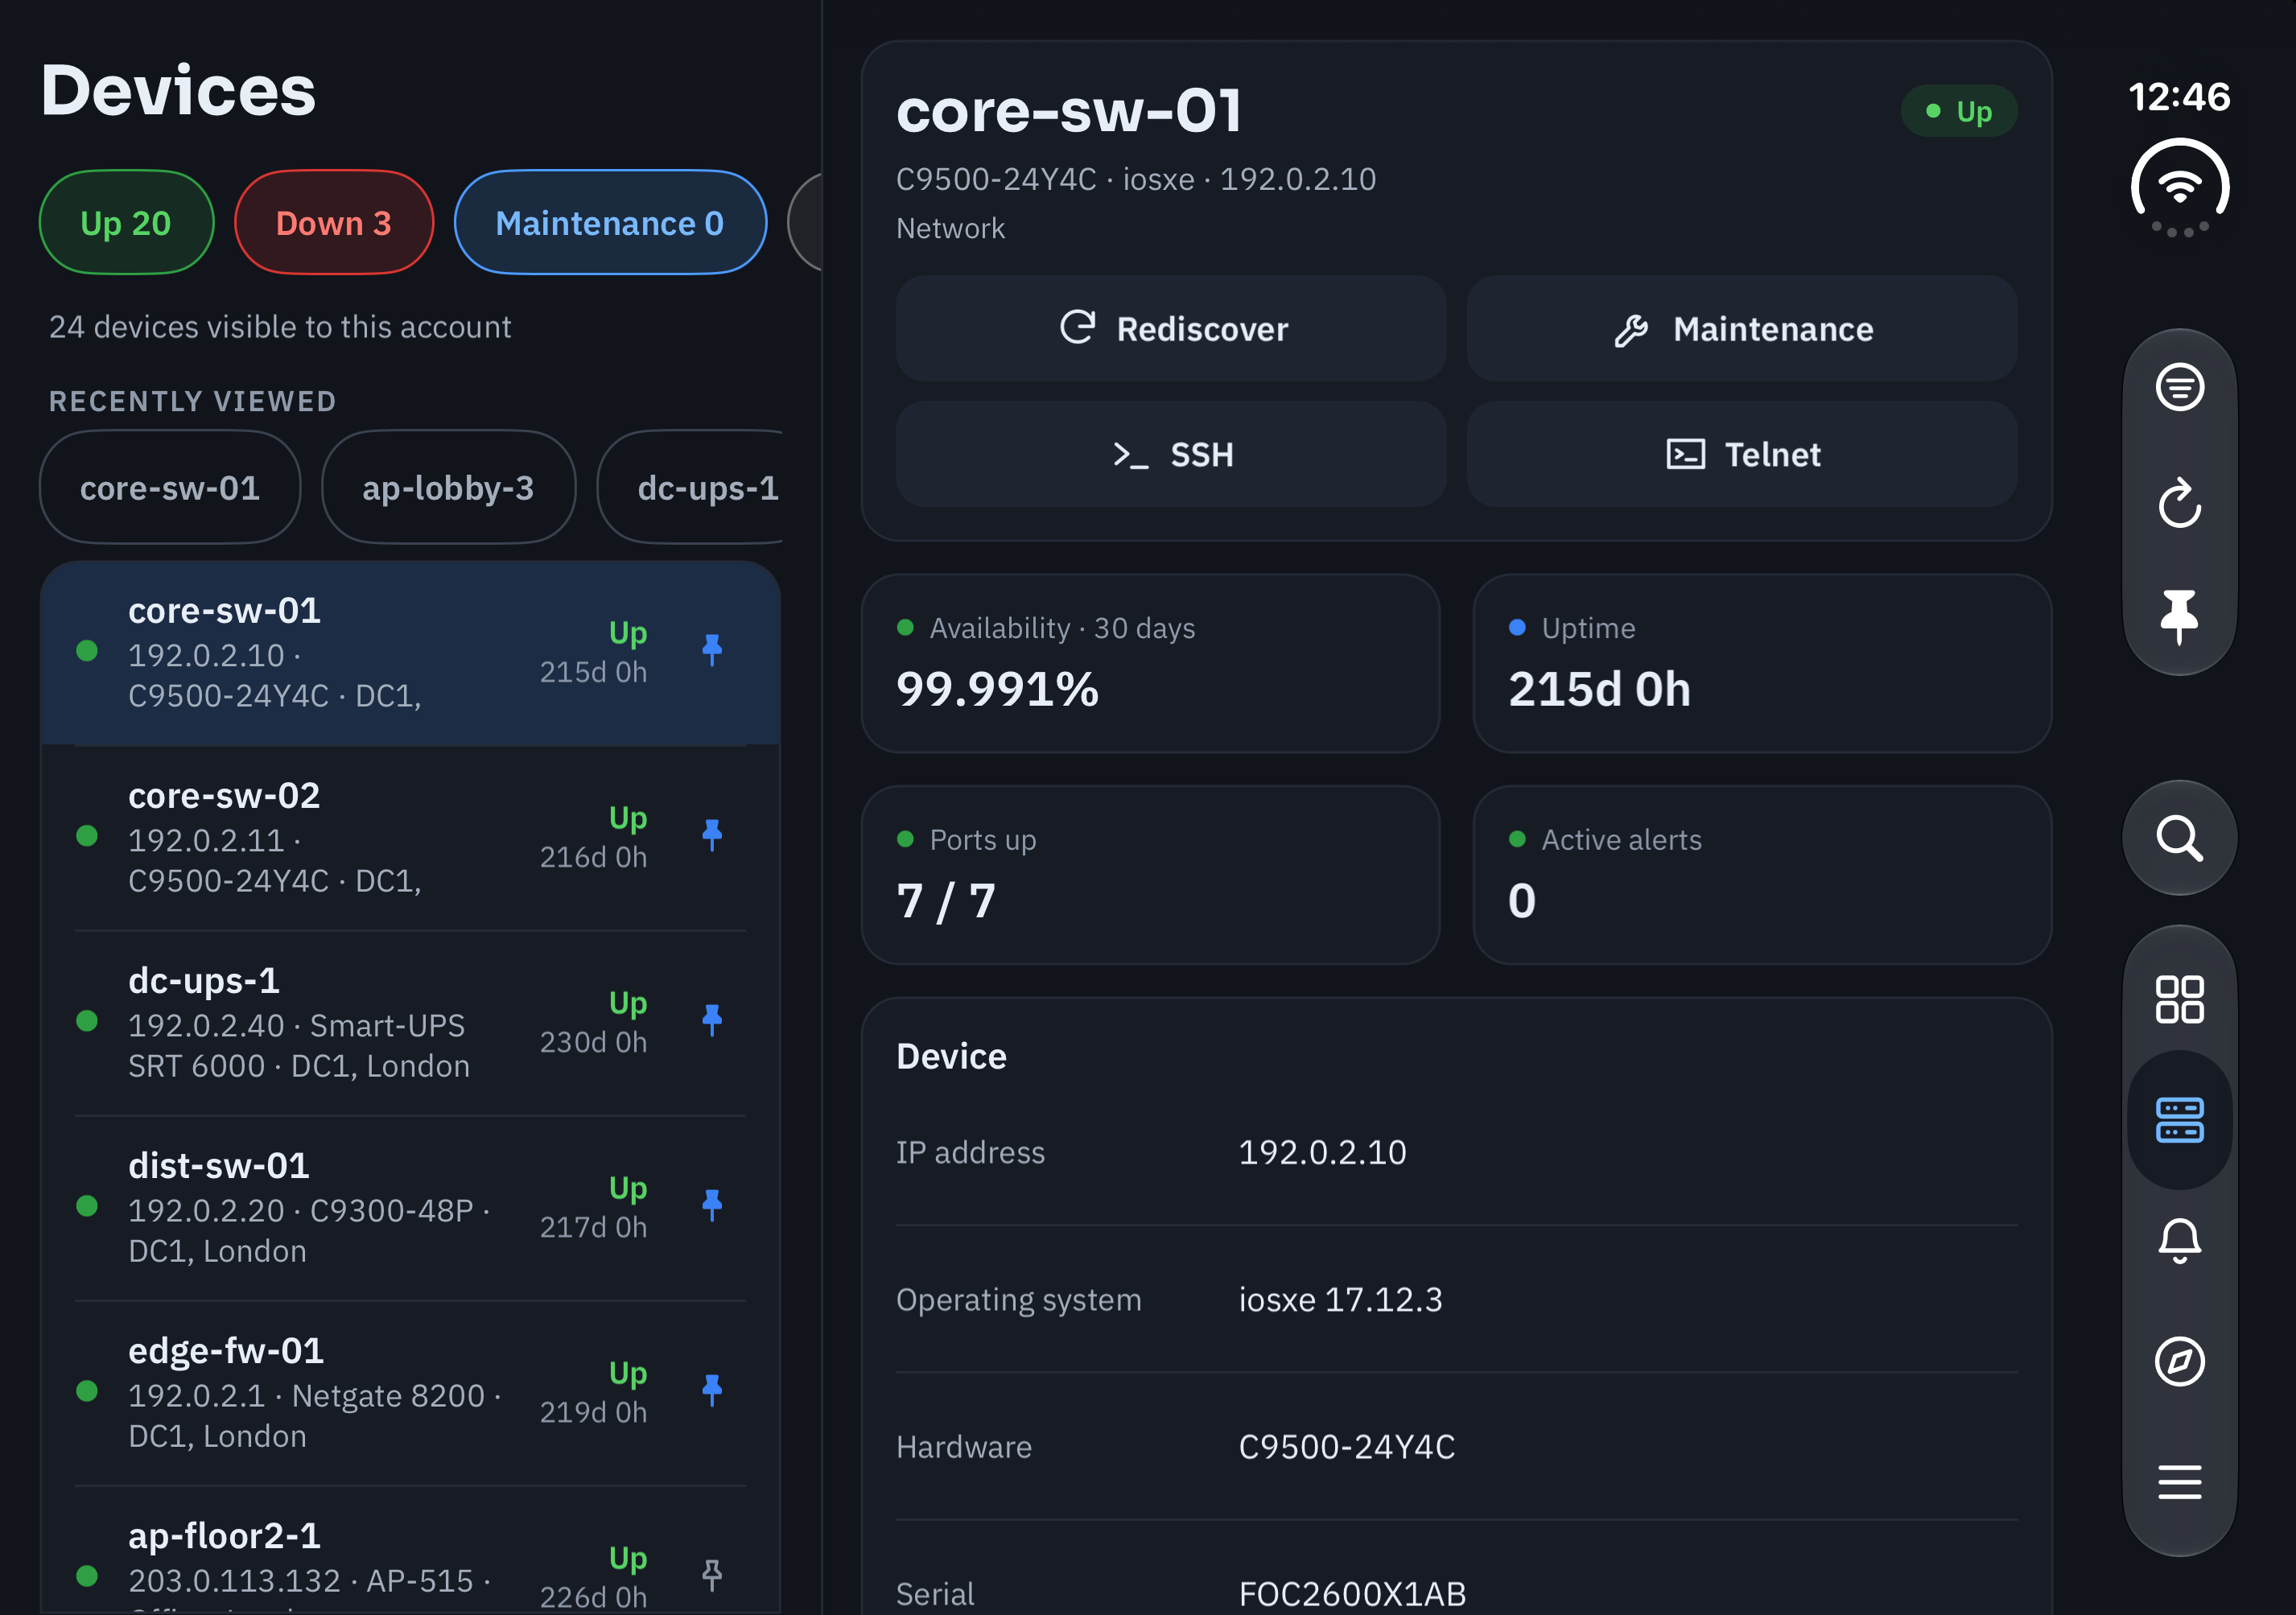 Devices
Up 20
Down 3
Maintenance 0
24 devices visible to this account
RECENTLY VIEWED
core-sw-01
ap-lobby-3
dc-ups-1
core-sw-01
192.0.2.10 ·
C9500-24Y4C · DC1,
Up
215d 0h
core-sw-02
192.0.2.11 ·
C9500-24Y4C · DC1,
Up
216d 0h
dc-ups-1
192.0.2.40 · Smart-UPS
SRT 6000 · DC1, London
Up
230d 0h
dist-sw-01
192.0.2.20 · C9300-48P ·
DC1, London
Up
217d 0h
edge-fw-01
192.0.2.1 · Netgate 8200 ·
DC1, London
Up
219d 0h
ap-floor2-1
203.0.113.132 · AP-515 ·
Up
226d 0h
core-sw-01
Up
C9500-24Y4C · iosxe · 192.0.2.10
Network
Rediscover
Maintenance
SSH
Telnet
Availability · 30 days
99.991%
Uptime
215d 0h
Ports up
7 / 7
Active alerts
0
Device
IP address
192.0.2.10
Operating system
iosxe 17.12.3
Hardware
C9500-24Y4C
Serial
FOC2600X1AB
12:46